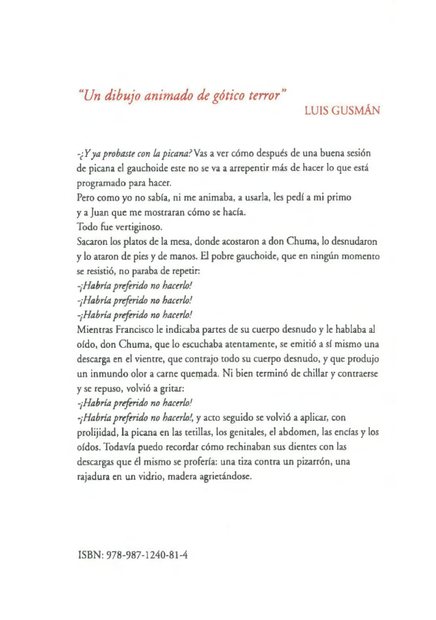 "Un dibujo animado de gótico terror"
LUIS GUSMÁN
-¿Y ya probaste con la picana? Vas a ver cómo después de una buena sesión
de picana el gauchoide este no se va a arrepentir más de hacer lo que está
programado para hacer.
Pero como yo no sabía, ni me animaba, a usarla, les pedí a mi primo
y a Juan que me mostraran cómo se hacía.
Todo fue vertiginoso.
Sacaron los platos de la mesa, donde acostaron a don Chuma, lo desnudaron
y lo ataron de pies y de manos. El pobre gauchoide, que en ningún momento
se resistió, no paraba de repetir:
-¡Habría preferido no hacerlo!
-¡Habría preferido no hacerlo!
-¡Habría preferido no hacerlo!
Mientras Francisco le indicaba partes de su cuerpo desnudo y le hablaba al
oído, don Chuma, que lo escuchaba atentamente, se emitió a sí mismo una
descarga en el vientre, que contrajo todo su cuerpo desnudo, y que produjo
un inmundo olor a carne quemada. Ni bien terminó de chillar y contraerse
y se repuso, volvió a gritar:
-¡Habría preferido no hacerlo!
-¡Habría preferido no hacerlo!, y acto seguido se volvió a aplicar, con
prolijidad, la picana en las tetillas, los genitales, el abdomen, las encías y los
oídos. Todavía puedo recordar cómo rechinaban sus dientes con las
descargas que él mismo se profería: una tiza contra un pizarrón, una
rajadura en un vidrio, madera agrietándose.
ISBN: 978-987-1240-81-4